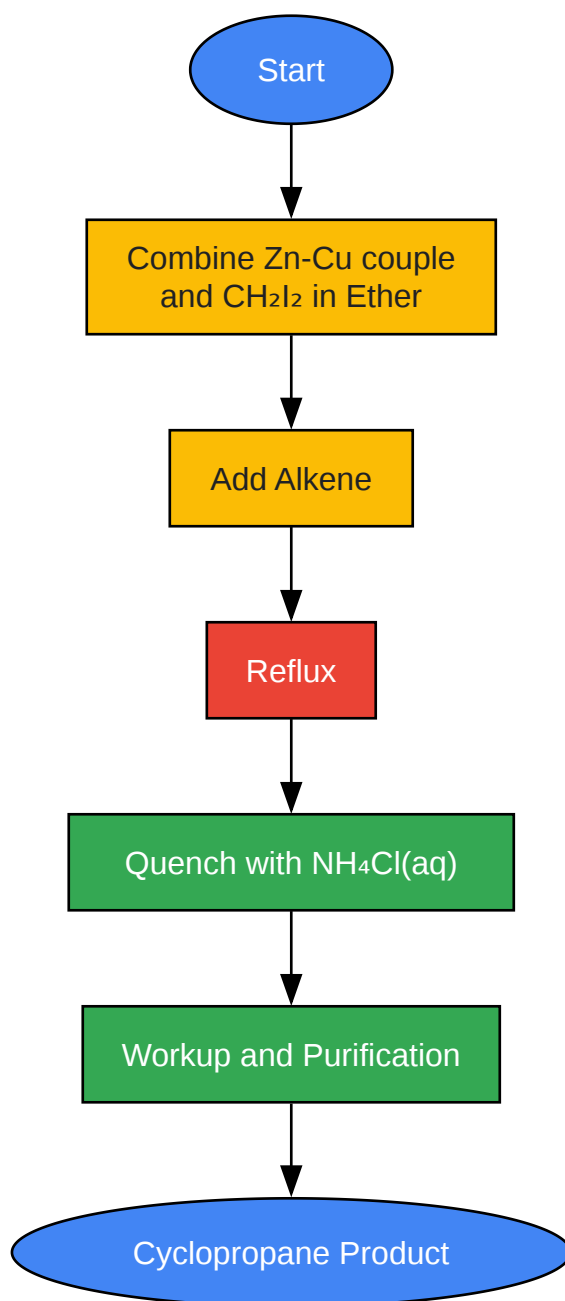 Start
Combine Zn-Cu couple
and CH₂I₂ in Ether
Add Alkene
Reflux
Quench with NH₄Cl(aq)
Workup and Purification
Cyclopropane Product